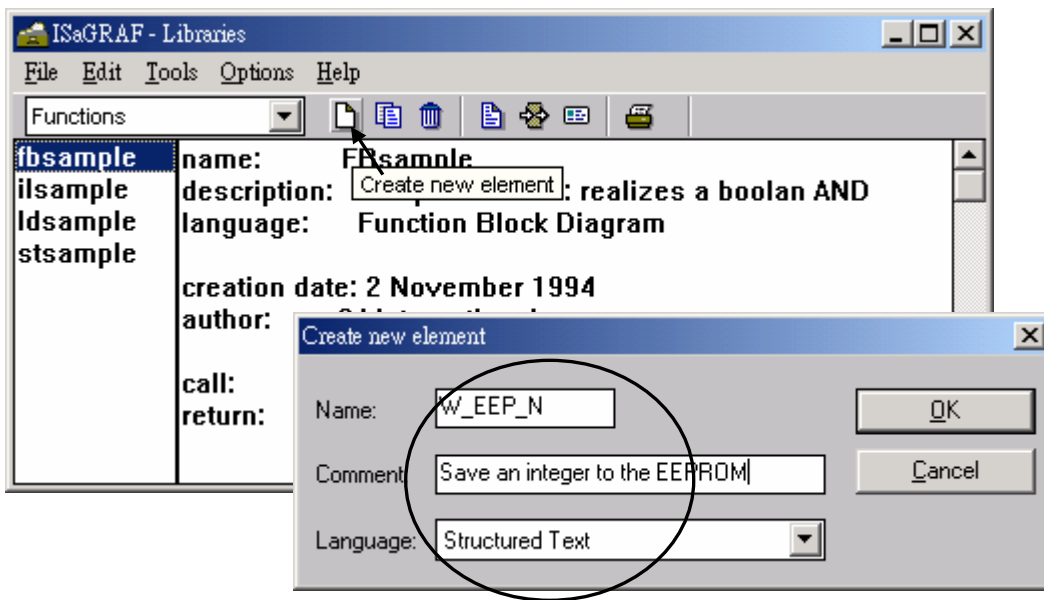 ISaGRAF - Libraries
File Edit Tools Options Help
Functions
fbsample
ilsample
ldsample
stsample
name: FBsample
description: : realizes a boolan AND
Create new element
language: Function Block Diagram
creation date: 2 November 1994
author:
call:
return:
Create new element
Name: W_EEP_N
OK
Comment: Save an integer to the EEPROM
Cancel
Language: Structured Text